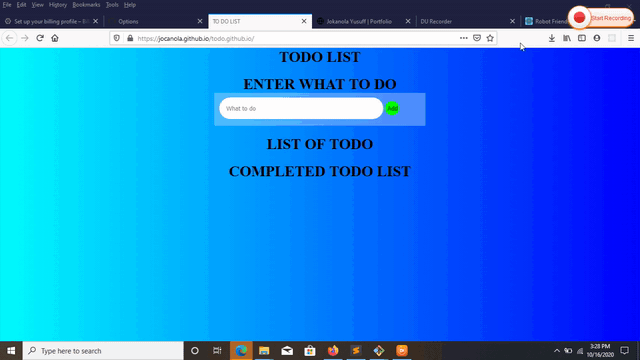 File Edit View History Bookmarks Tools Help
Set up your billing profile – Bi
Options
TO DO LIST
Jokanola Yusuff | Portfolio
DU Recorder
Robot Friend
Start Recording
https://jocanola.github.io/todo.github.io/
TODO LIST
ENTER WHAT TO DO
What to do
Add
LIST OF TODO
COMPLETED TODO LIST
Type here to search
3:28 PM
10/16/2020